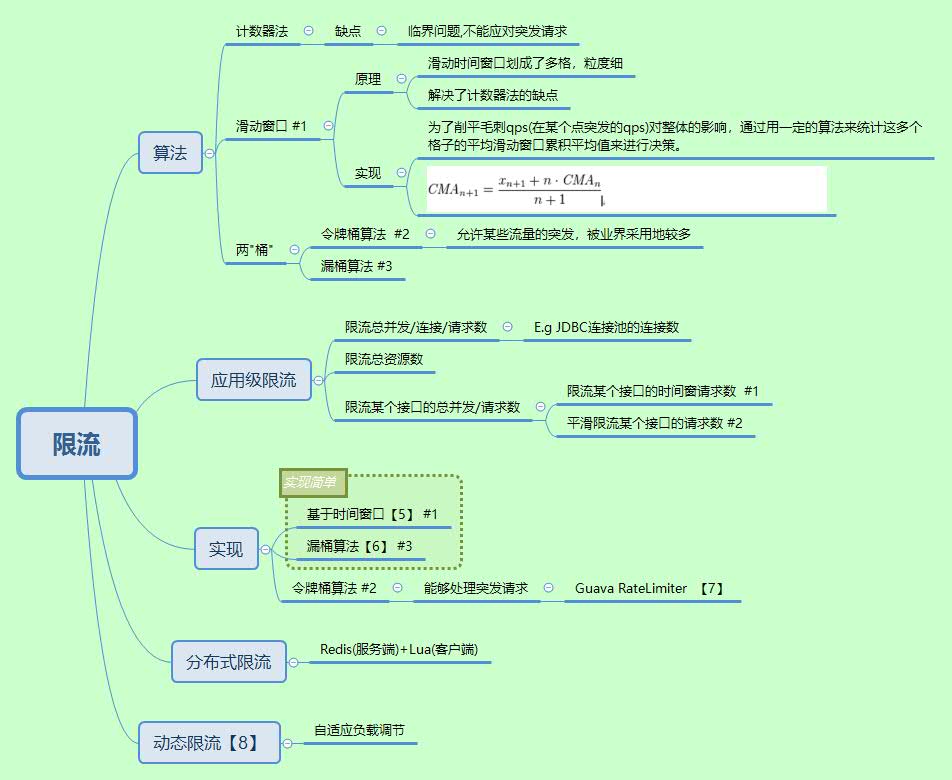 限流
算法
计数器法
缺点
临界问题,不能应对突发请求
滑动窗口 #1
原理
滑动时间窗口划成了多格，粒度细
解决了计数器法的缺点
实现
为了削平毛刺qps(在某个点突发的qps)对整体的影响，通过用一定的算法来统计这多个
格子的平均滑动窗口累积平均值来进行决策。
CMAₙ₊₁ = (xₙ₊₁ + n · CMAₙ) / (n + 1)
两"桶"
令牌桶算法 #2
允许某些流量的突发，被业界采用地较多
漏桶算法 #3
应用级限流
限流总并发/连接/请求数
E.g JDBC连接池的连接数
限流总资源数
限流某个接口的总并发/请求数
限流某个接口的时间窗请求数 #1
平滑限流某个接口的请求数 #2
实现
实现简单
基于时间窗口【5】 #1
漏桶算法【6】 #3
令牌桶算法 #2
能够处理突发请求
Guava RateLimiter 【7】
分布式限流
Redis(服务端)+Lua(客户端)
动态限流【8】
自适应负载调节